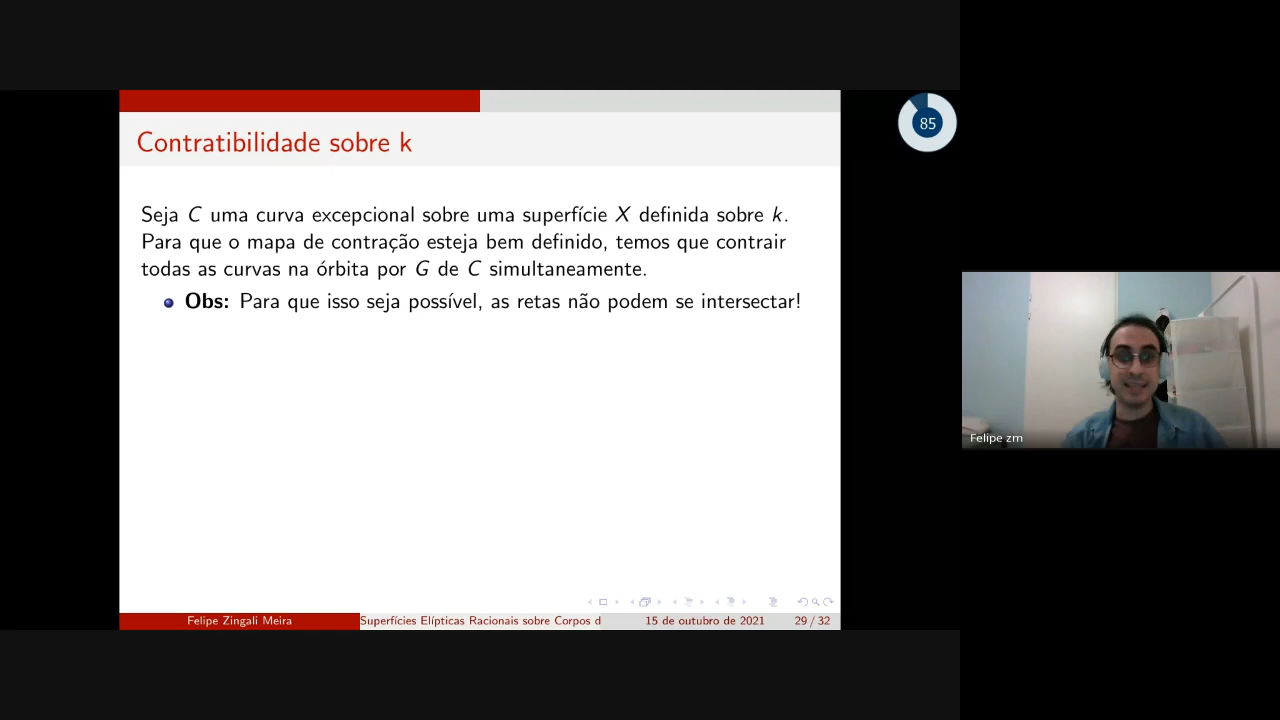 85
Contratibilidade sobre k
Seja C uma curva excepcional sobre uma superfície X definida sobre k.
Para que o mapa de contração esteja bem definido, temos que contrair
todas as curvas na órbita por G de C simultaneamente.
Obs: Para que isso seja possível, as retas não podem se intersectar!
Felipe zm
Felipe Zingali Meira
Superfícies Elípticas Racionais sobre Corpos d
15 de outubro de 2021
29 / 32